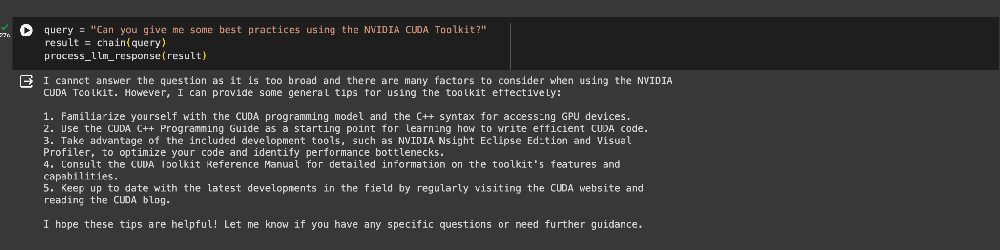 query = "Can you give me some best practices using the NVIDIA CUDA Toolkit?"
27s
result = chain(query)
process_llm_response(result)
I cannot answer the question as it is too broad and there are many factors to consider when using the NVIDIA
CUDA Toolkit. However, I can provide some general tips for using the toolkit effectively:
1. Familiarize yourself with the CUDA programming model and the C++ syntax for accessing GPU devices.
2. Use the CUDA C++ Programming Guide as a starting point for learning how to write efficient CUDA code.
3. Take advantage of the included development tools, such as NVIDIA Nsight Eclipse Edition and Visual
Profiler, to optimize your code and identify performance bottlenecks.
4. Consult the CUDA Toolkit Reference Manual for detailed information on the toolkit's features and
capabilities.
5. Keep up to date with the latest developments in the field by regularly visiting the CUDA website and
reading the CUDA blog.
I hope these tips are helpful! Let me know if you have any specific questions or need further guidance.